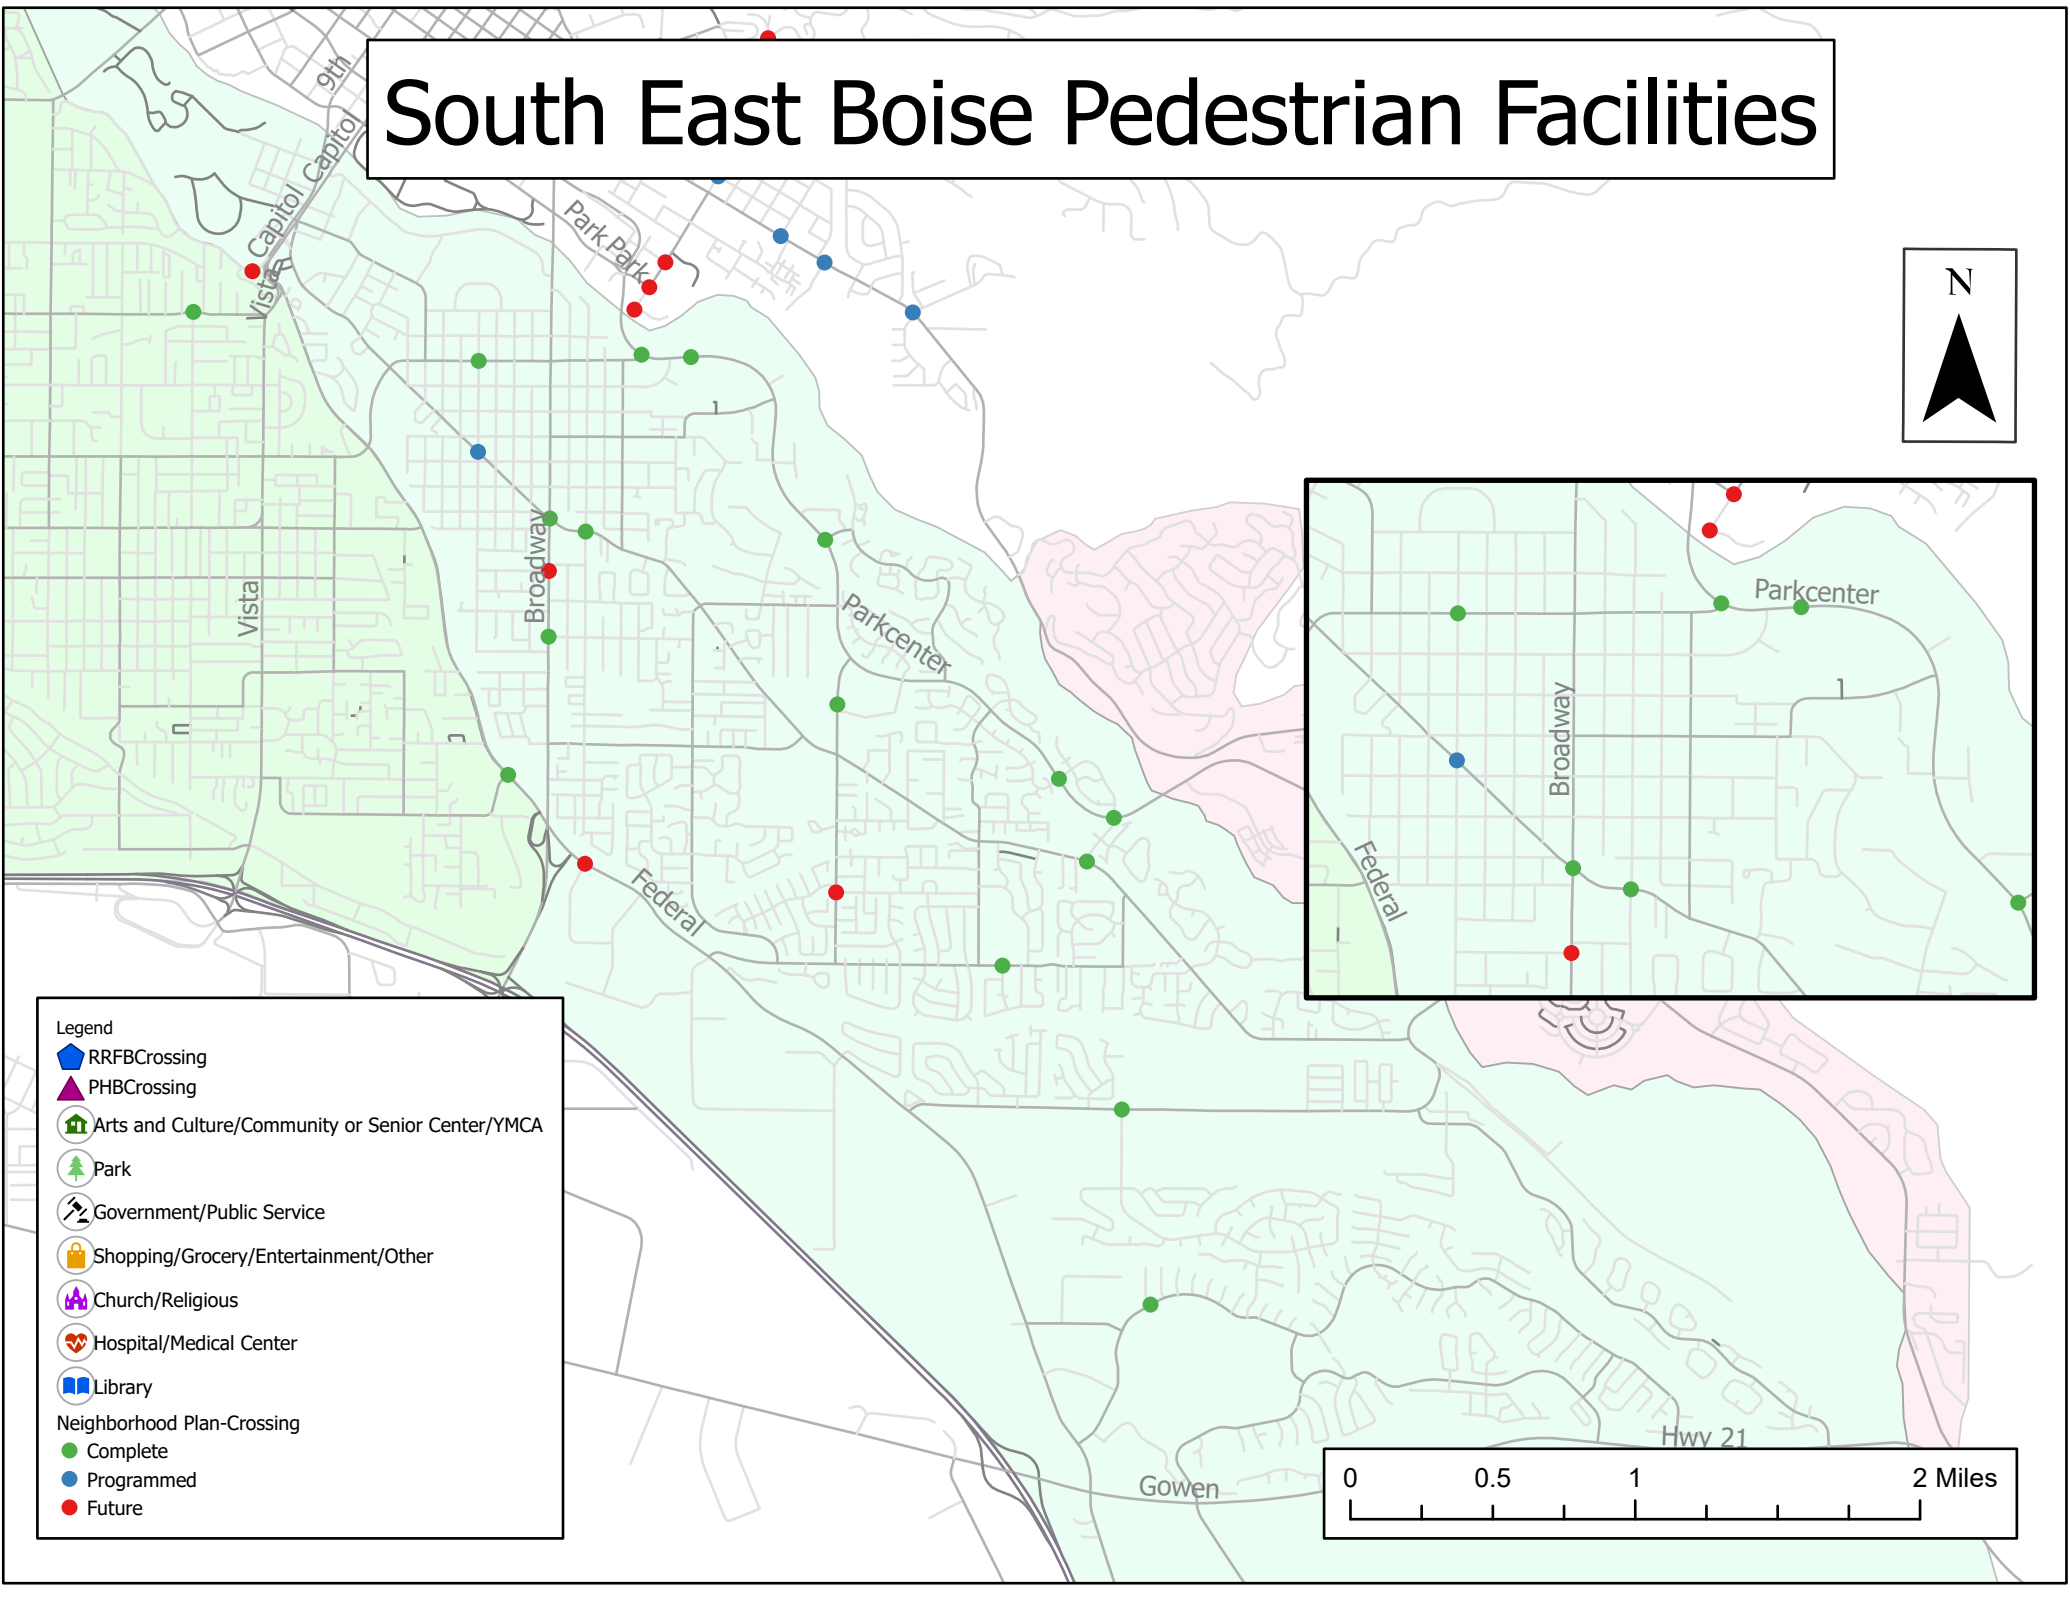 South East Boise Pedestrian Facilities
9th
Capitol
Capitol
Vista
Park
Park
N
Broadway
Vista
Parkcenter
Federal
Parkcenter
Broadway
Federal
Legend
RRFBCrossing
PHBCrossing
Arts and Culture/Community or Senior Center/YMCA
Park
Government/Public Service
Shopping/Grocery/Entertainment/Other
Church/Religious
Hospital/Medical Center
Library
Neighborhood Plan-Crossing
Complete
Programmed
Future
Hwy 21
Gowen
0 0.5 1 2 Miles